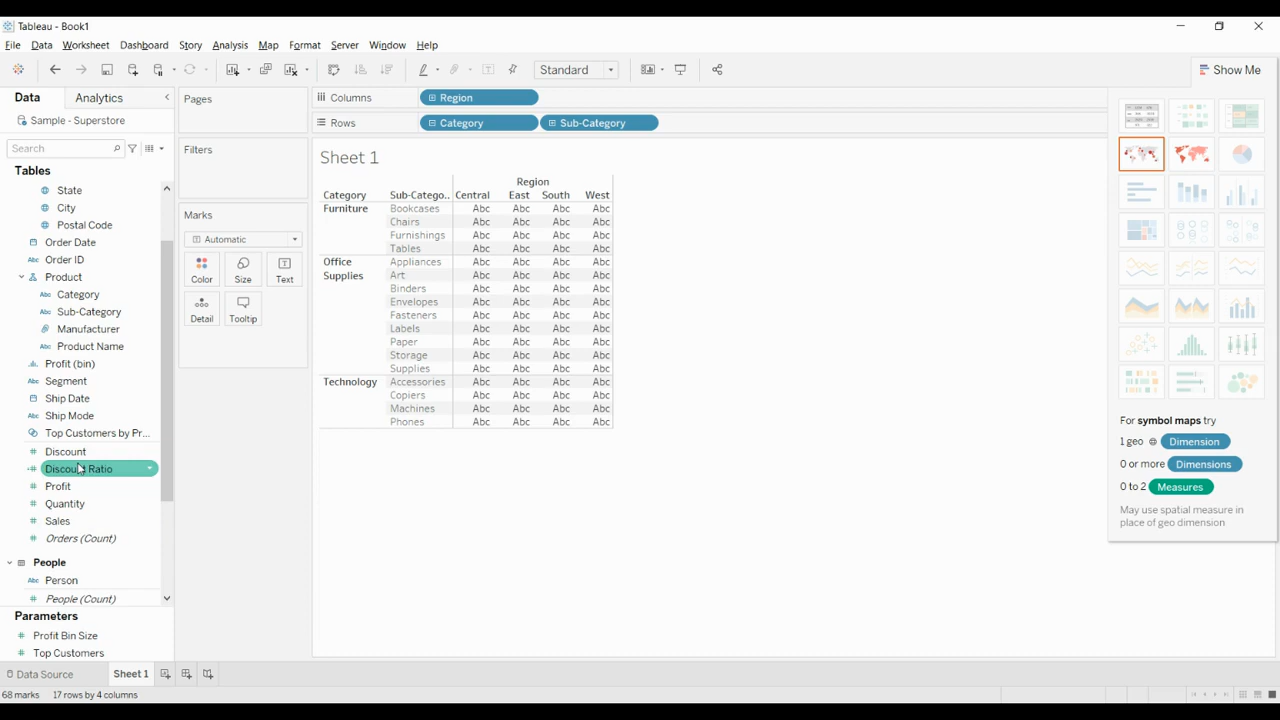 Tableau - Book1
File Data Worksheet Dashboard Story Analysis Map Format Server Window Help
Standard
Show Me
Data Analytics
Pages
Columns Region
Sample - Superstore
Rows Category Sub-Category
Search
Filters
Sheet 1
Tables
State
City
Postal Code
Order Date
Order ID
Product
Category
Sub-Category
Manufacturer
Product Name
Profit (bin)
Segment
Ship Date
Ship Mode
Top Customers by Pr...
Discount
Discount Ratio
Profit
Quantity
Sales
Orders (Count)
People
Person
People (Count)
Parameters
Profit Bin Size
Top Customers
Marks
Automatic
Color Size Text
Detail Tooltip
Region
Category Sub-Catego.. Central East South West
Furniture Bookcases Abc Abc Abc Abc
Chairs Abc Abc Abc Abc
Furnishings Abc Abc Abc Abc
Tables Abc Abc Abc Abc
Office Supplies Appliances Abc Abc Abc Abc
Art Abc Abc Abc Abc
Binders Abc Abc Abc Abc
Envelopes Abc Abc Abc Abc
Fasteners Abc Abc Abc Abc
Labels Abc Abc Abc Abc
Paper Abc Abc Abc Abc
Storage Abc Abc Abc Abc
Supplies Abc Abc Abc Abc
Technology Accessories Abc Abc Abc Abc
Copiers Abc Abc Abc Abc
Machines Abc Abc Abc Abc
Phones Abc Abc Abc Abc
For symbol maps try
1 geo Dimension
0 or more Dimensions
0 to 2 Measures
May use spatial measure in
place of geo dimension
Data Source Sheet 1
68 marks 17 rows by 4 columns